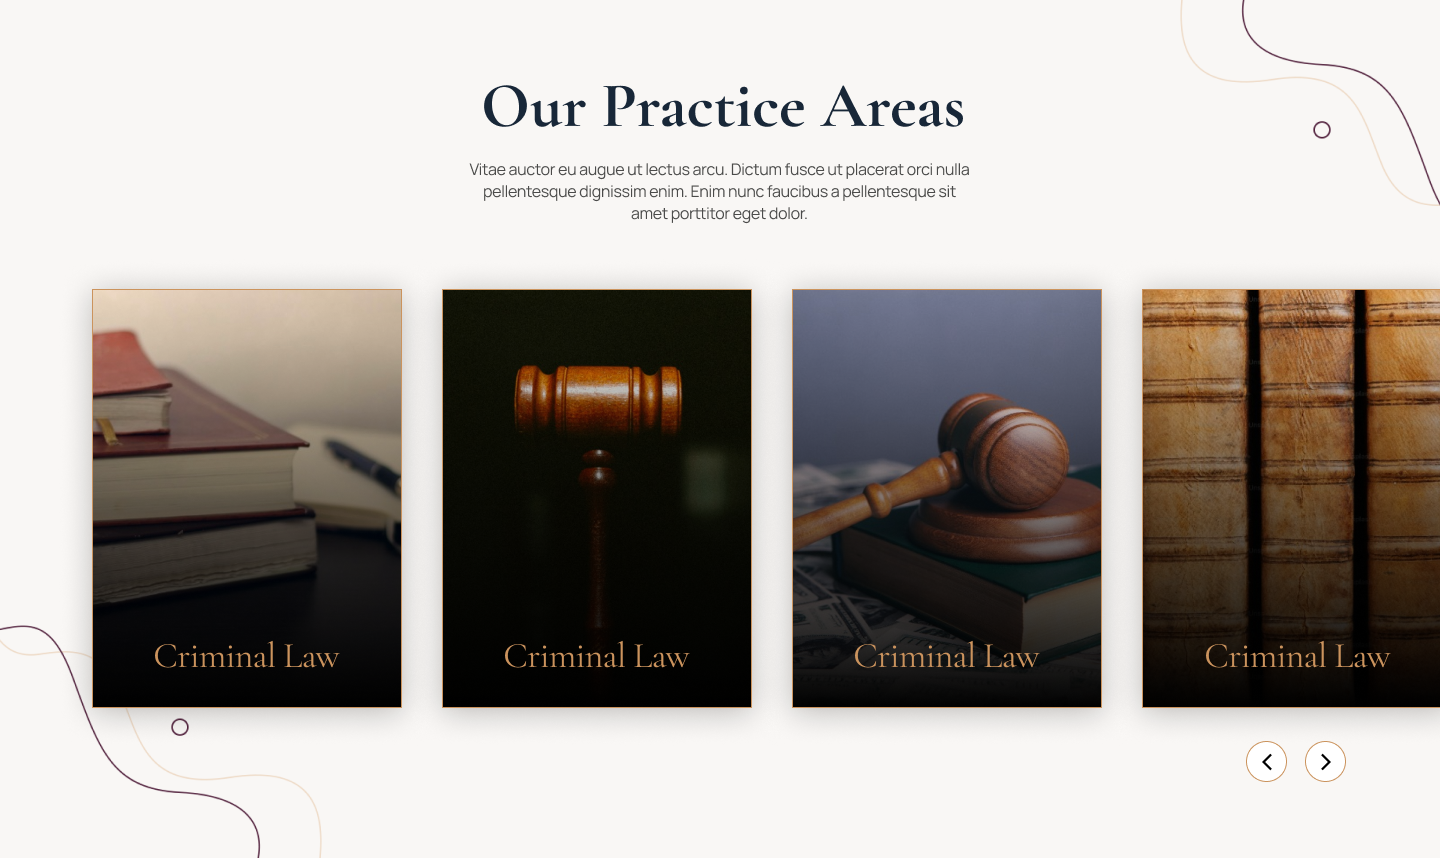 Our Practice Areas
Vitae auctor eu augue ut lectus arcu. Dictum fusce ut placerat orci nulla
pellentesque dignissim enim. Enim nunc faucibus a pellentesque sit
amet porttitor eget dolor.
Criminal Law
Criminal Law
Criminal Law
Criminal Law